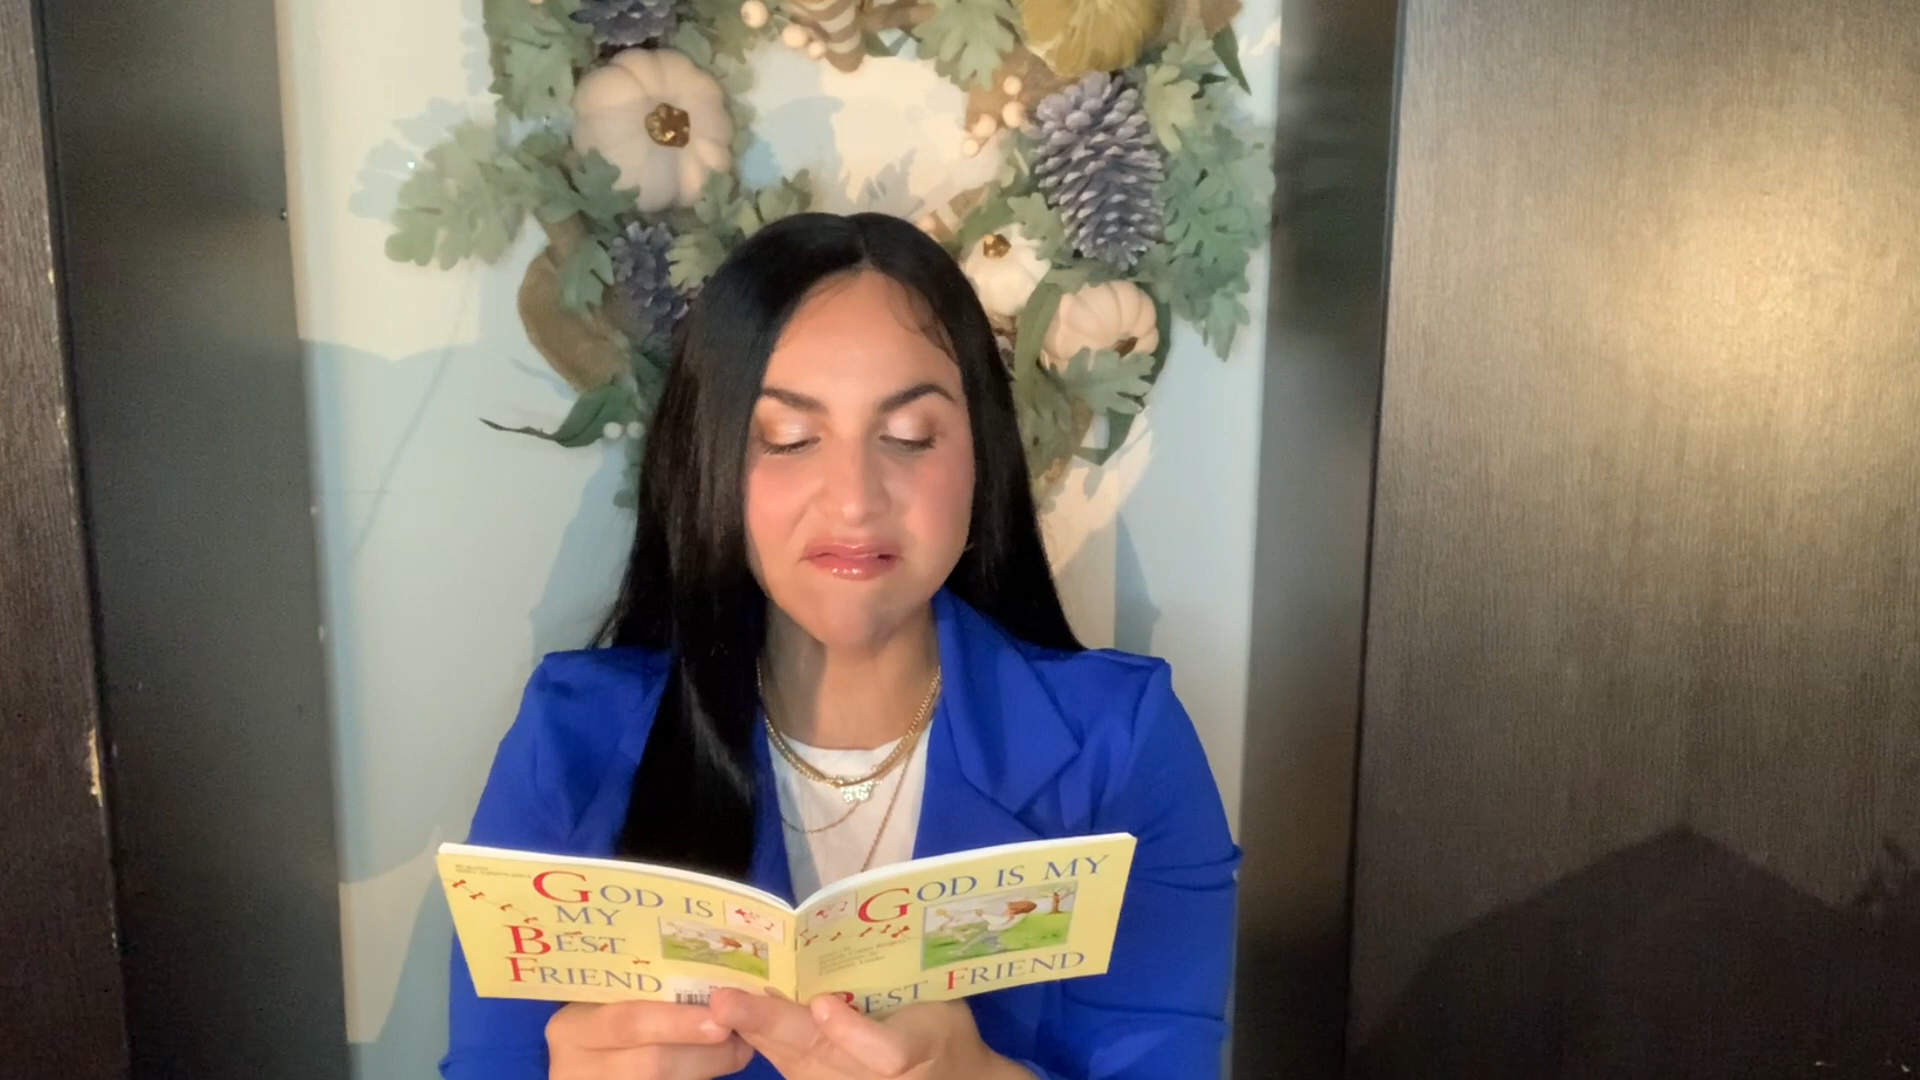 GOD IS
MY
BEST
FRIEND
GOD IS MY
BEST FRIEND